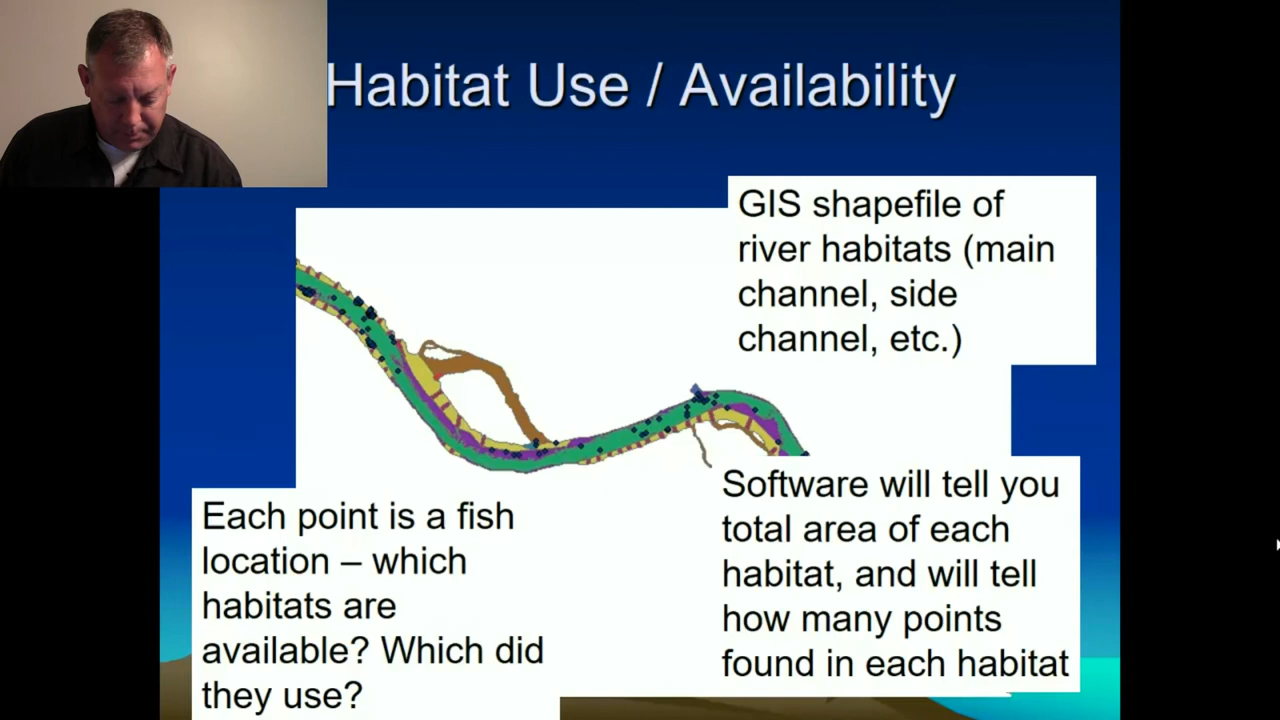 Habitat Use / Availability
GIS shapefile of
river habitats (main
channel, side
channel, etc.)
Each point is a fish
location – which
habitats are
available? Which did
they use?
Software will tell you
total area of each
habitat, and will tell
how many points
found in each habitat